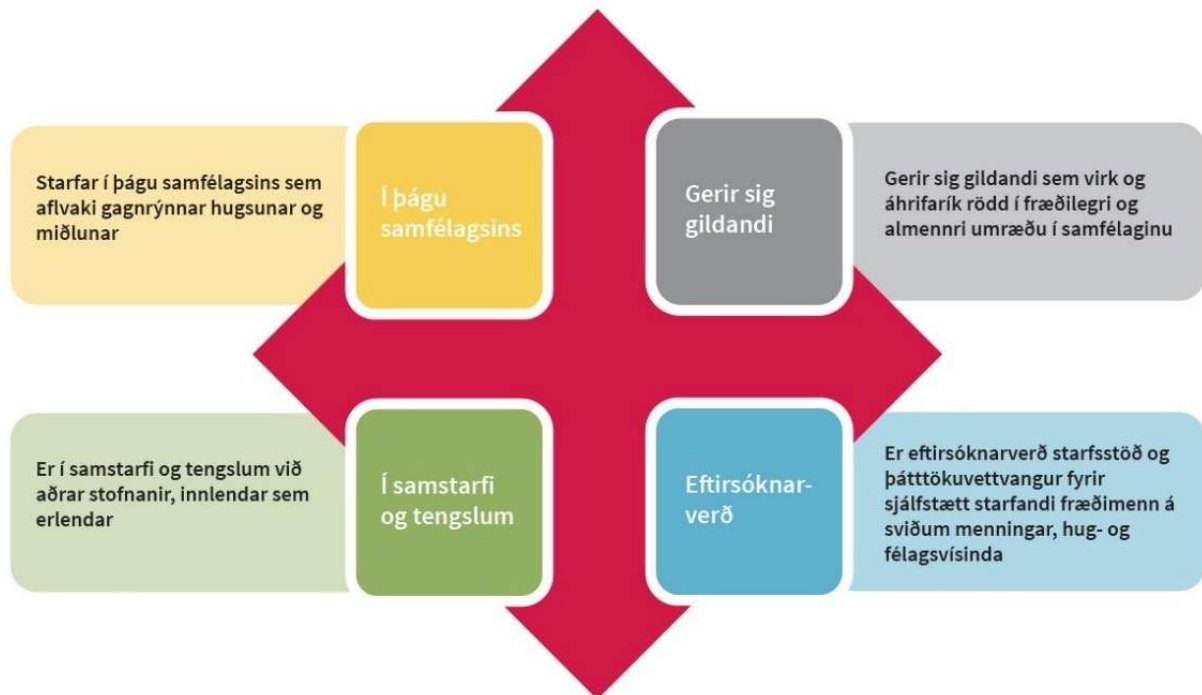 Starfar í þágu samfélagsins sem
aflvaki gagnrýnnar hugsunar og
miðlunar
Í þágu
samfélagsins
Gerir sig
gildandi
Gerir sig gildandi sem virk og
áhrifarík rödd í fræðilegri og
almennri umræðu í samfélaginu
Er í samstarfi og tengslum við
aðrar stofnanir, innlendar sem
erlendar
Í samstarfi
og tengslum
Eftirsóknar-
verð
Er eftirsóknarverð starfsstöð og
þátttökuvettvangur fyrir
sjálfstætt starfandi fræðimenn á
sviðum menningar, hug- og
félagsvísinda